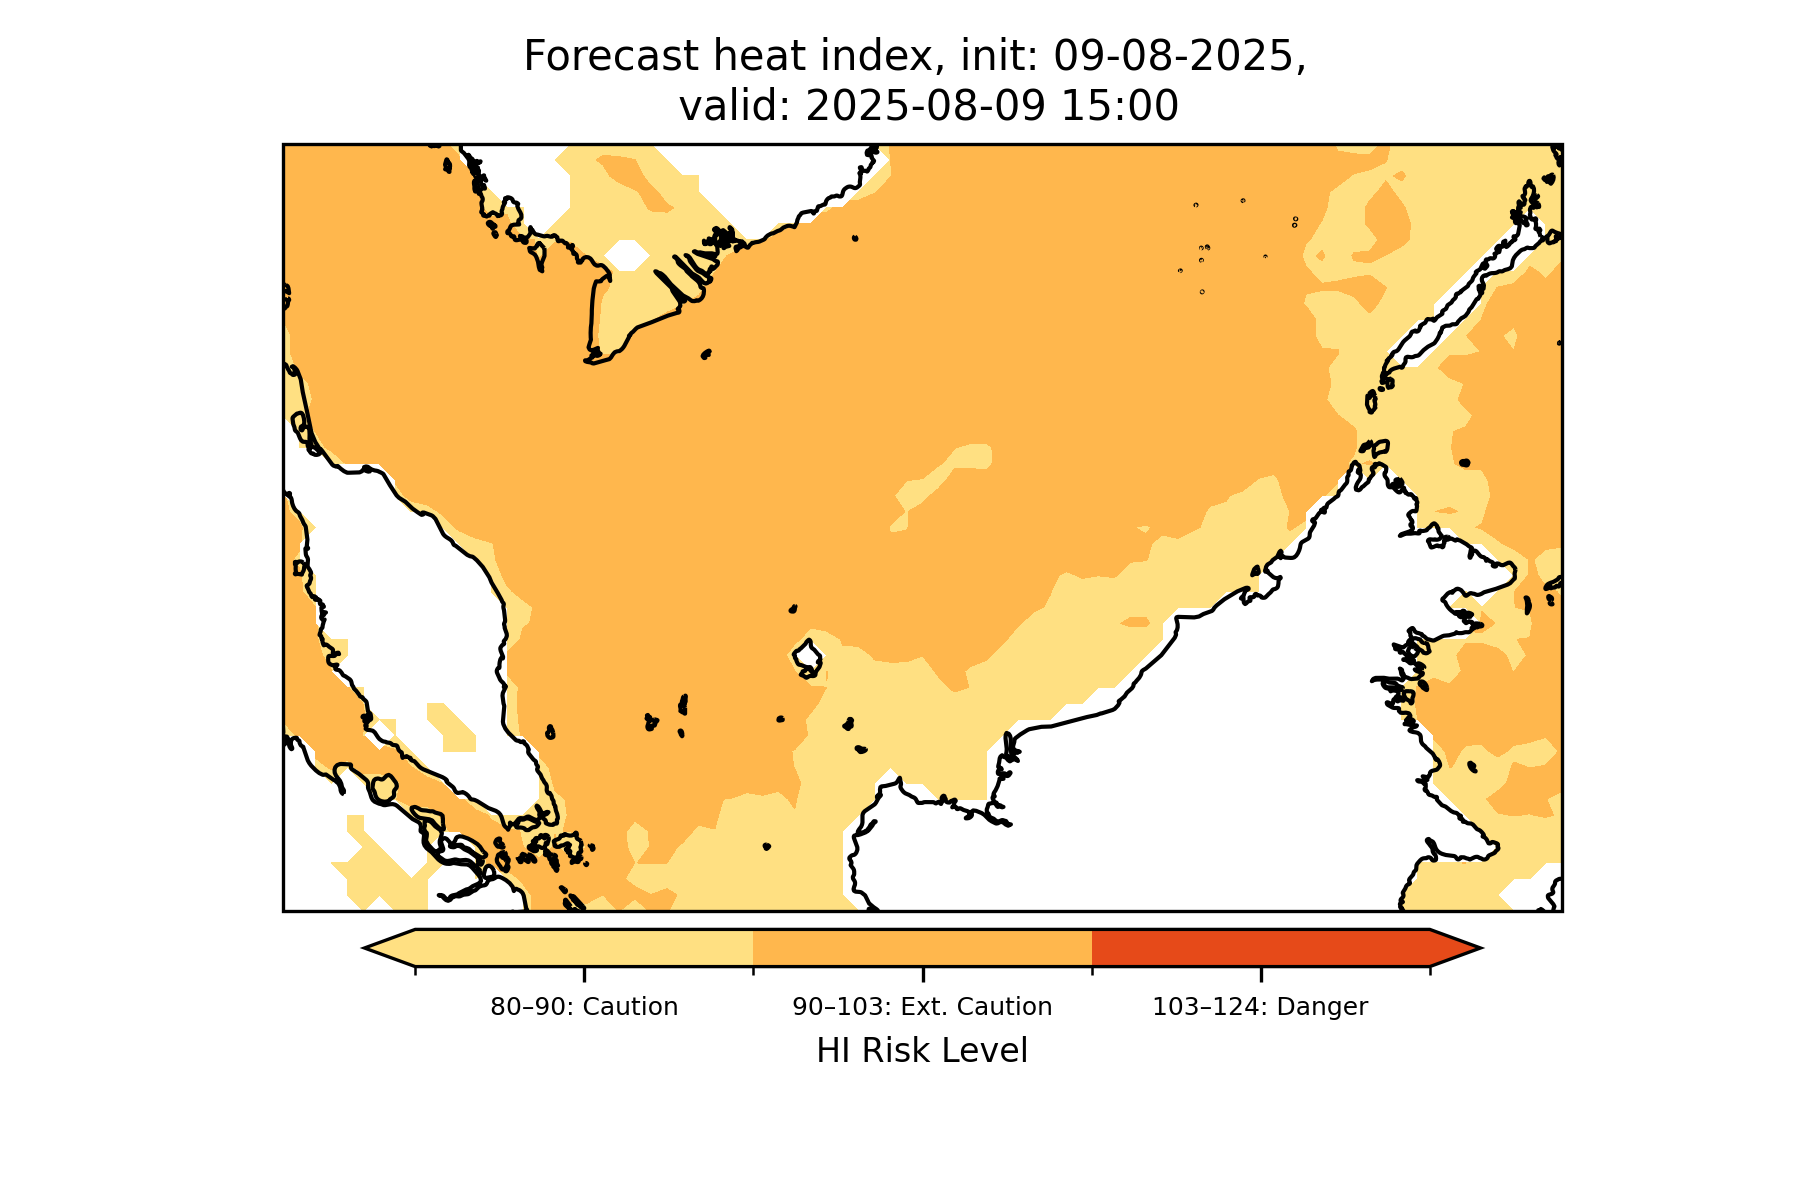 Forecast heat index, init: 09-08-2025,
valid: 2025-08-09 15:00
80–90: Caution
90–103: Ext. Caution
103–124: Danger
HI Risk Level